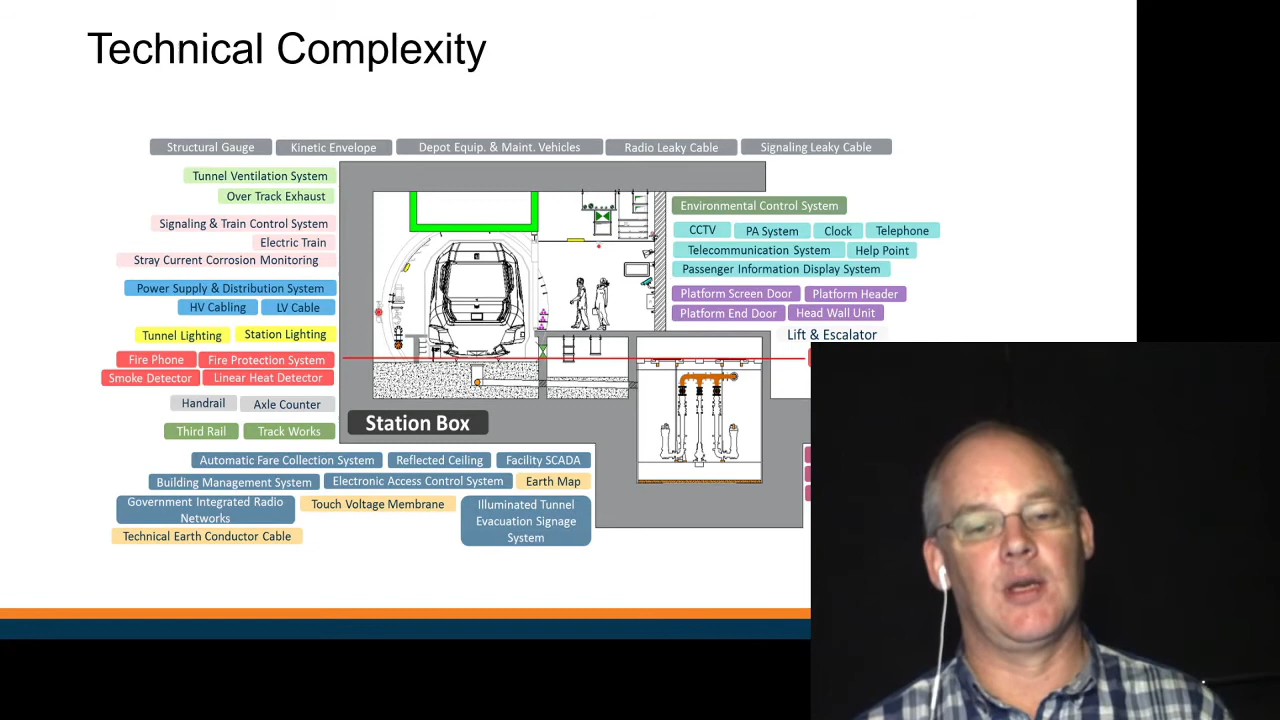 Technical Complexity
Structural Gauge
Kinetic Envelope
Depot Equip. & Maint. Vehicles
Radio Leaky Cable
Signaling Leaky Cable
Tunnel Ventilation System
Over Track Exhaust
Signaling & Train Control System
Electric Train
Stray Current Corrosion Monitoring
Power Supply & Distribution System
HV Cabling
LV Cable
Tunnel Lighting
Station Lighting
Fire Phone
Fire Protection System
Smoke Detector
Linear Heat Detector
Handrail
Axle Counter
Third Rail
Track Works
Environmental Control System
CCTV
PA System
Clock
Telephone
Telecommunication System
Help Point
Passenger Information Display System
Platform Screen Door
Platform Header
Platform End Door
Head Wall Unit
Lift & Escalator
Station Box
Automatic Fare Collection System
Reflected Ceiling
Facility SCADA
Building Management System
Electronic Access Control System
Earth Map
Government Integrated Radio
Networks
Touch Voltage Membrane
Illuminated Tunnel
Evacuation Signage
System
Technical Earth Conductor Cable